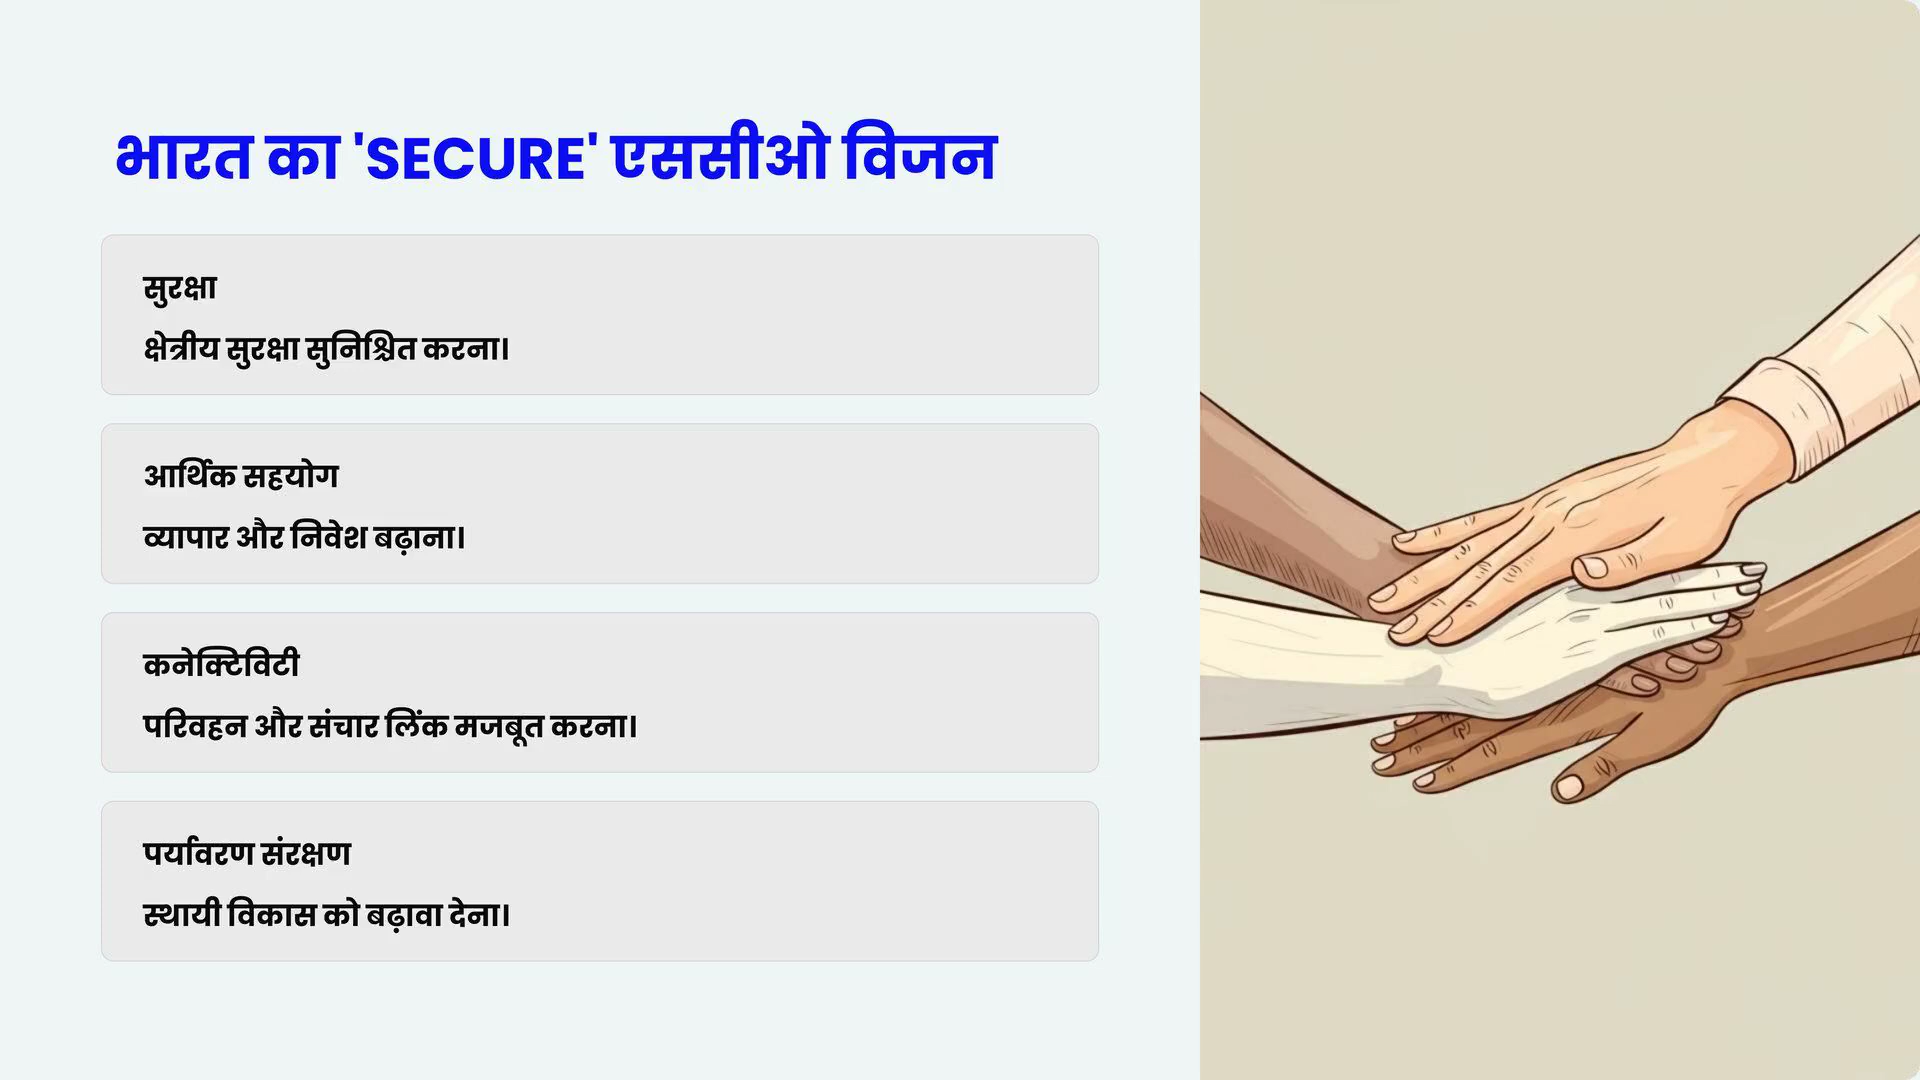 भारत का 'SECURE' एससीओ विजन
सुरक्षा
क्षेत्रीय सुरक्षा सुनिश्चित करना।
आर्थिक सहयोग
व्यापार और निवेश बढ़ाना।
कनेक्टिविटी
परिवहन और संचार लिंक मजबूत करना।
पर्यावरण संरक्षण
स्थायी विकास को बढ़ावा देना।